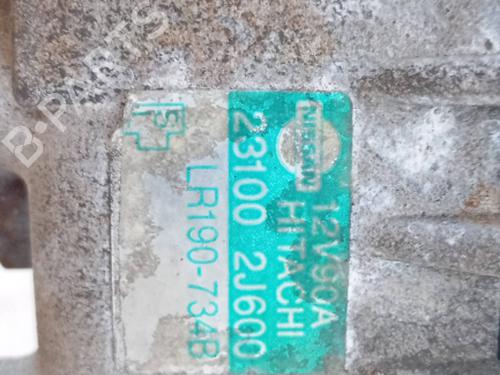 NISSAN
12V90A
HITACHI
23100 2J600
LR190-734B
S
B-PARTS